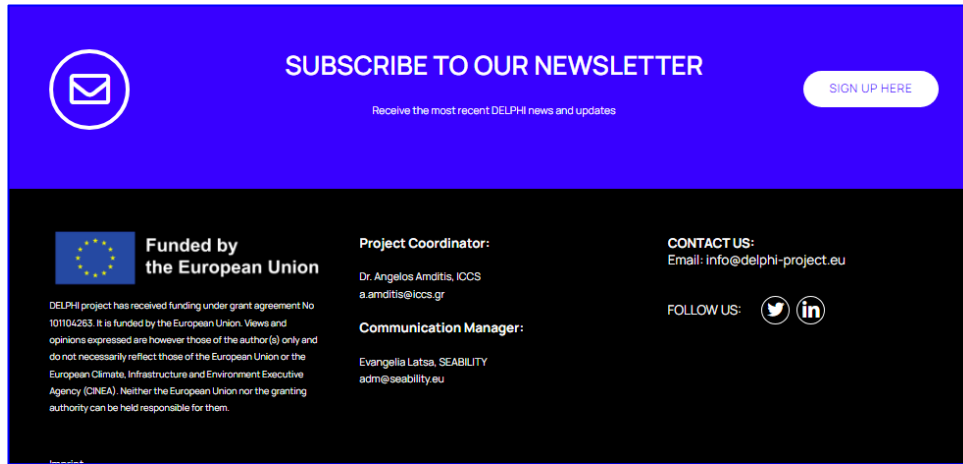 SUBSCRIBE TO OUR NEWSLETTER
Receive the most recent DELPHI news and updates
SIGN UP HERE
Funded by
the European Union
DELPHI project has received funding under grant agreement No
101104263. It is funded by the European Union. Views and
opinions expressed are however those of the author(s) only and
do not necessarily reflect those of the European Union or the
European Climate, Infrastructure and Environment Executive
Agency (CINEA). Neither the European Union nor the granting
authority can be held responsible for them.
Project Coordinator:
Dr. Angelos Amditis, ICCS
a.amditis@iccs.gr
Communication Manager:
Evangelia Latsa, SEABILITY
adm@seability.eu
CONTACT US:
Email: info@delphi-project.eu
FOLLOW US:
in